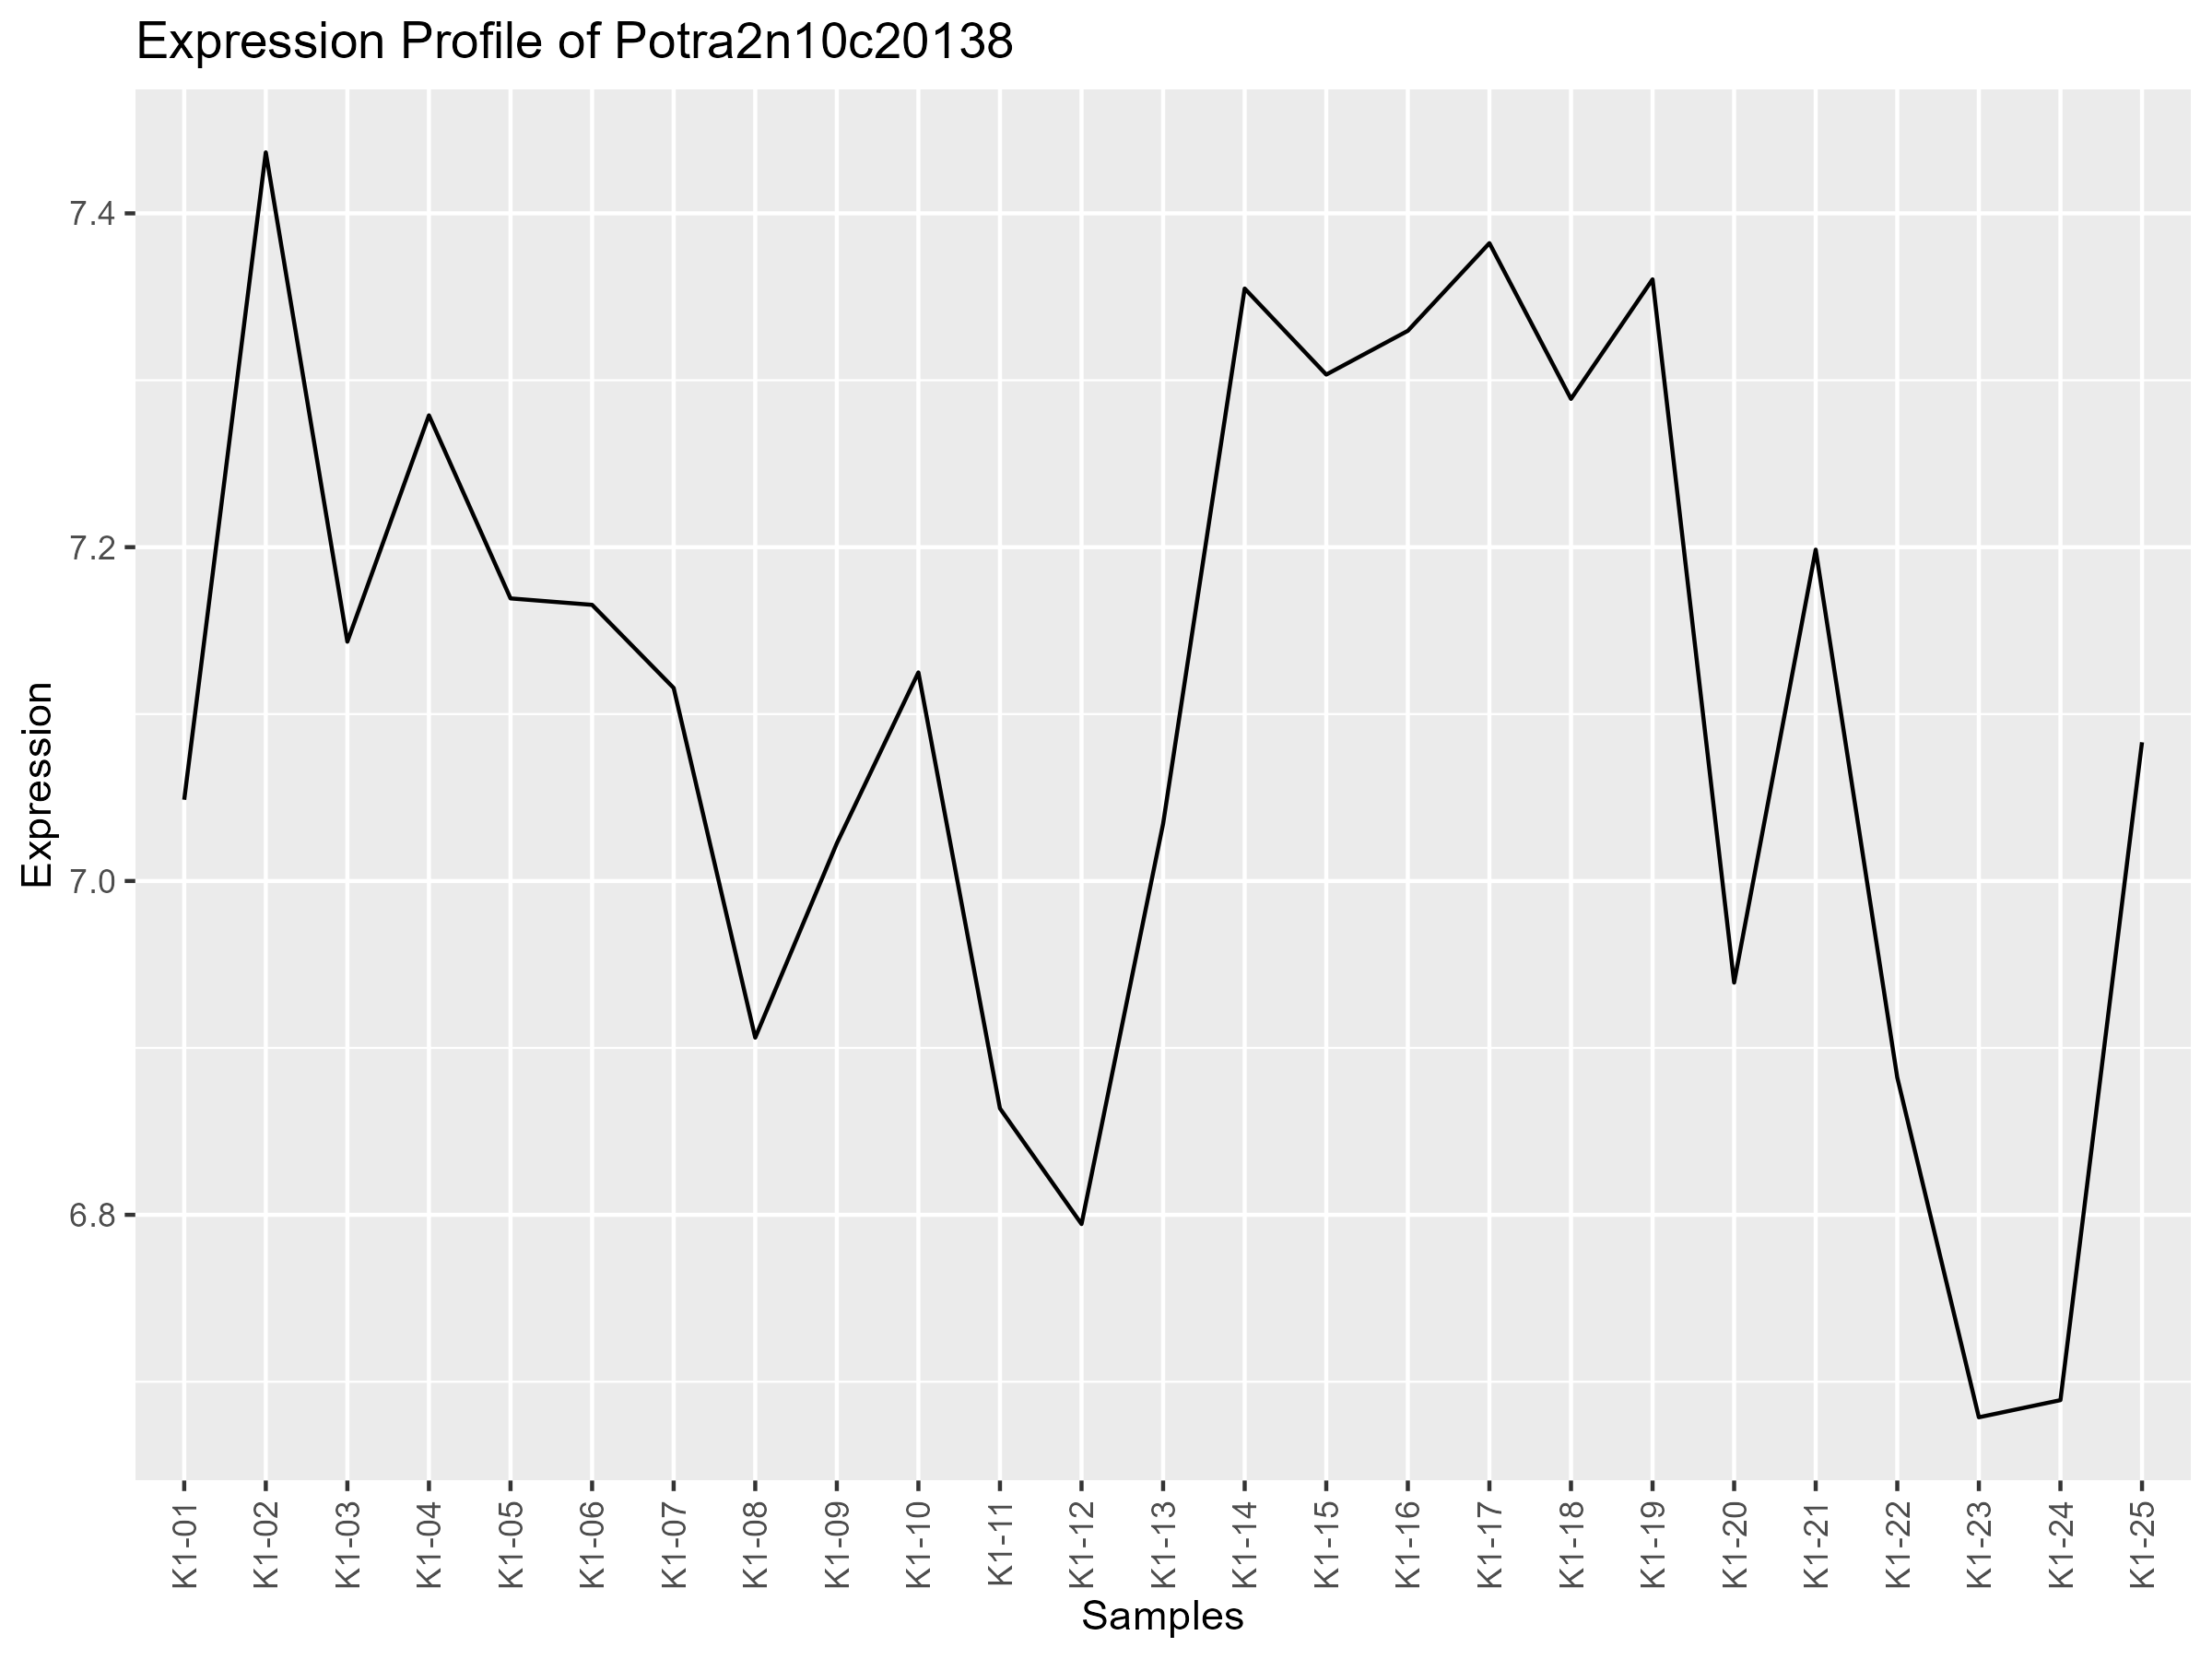 Expression Profile of Potra2n10c20138
Expression
7.4
7.2
7.0
6.8
K1-01
K1-02
K1-03
K1-04
K1-05
K1-06
K1-07
K1-08
K1-09
K1-10
K1-11
K1-12
K1-13
K1-14
K1-15
K1-16
K1-17
K1-18
K1-19
K1-20
K1-21
K1-22
K1-23
K1-24
K1-25
Samples